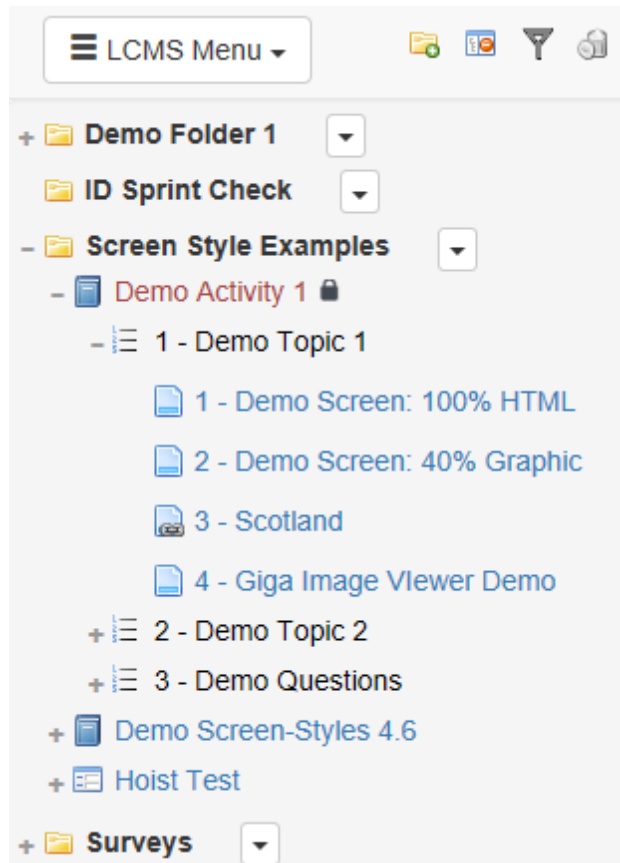 LCMS Menu
Demo Folder 1
ID Sprint Check
Screen Style Examples
Demo Activity 1
1 - Demo Topic 1
1 - Demo Screen: 100% HTML
2 - Demo Screen: 40% Graphic
3 - Scotland
4 - Giga Image VIewer Demo
2 - Demo Topic 2
3 - Demo Questions
Demo Screen-Styles 4.6
Hoist Test
Surveys